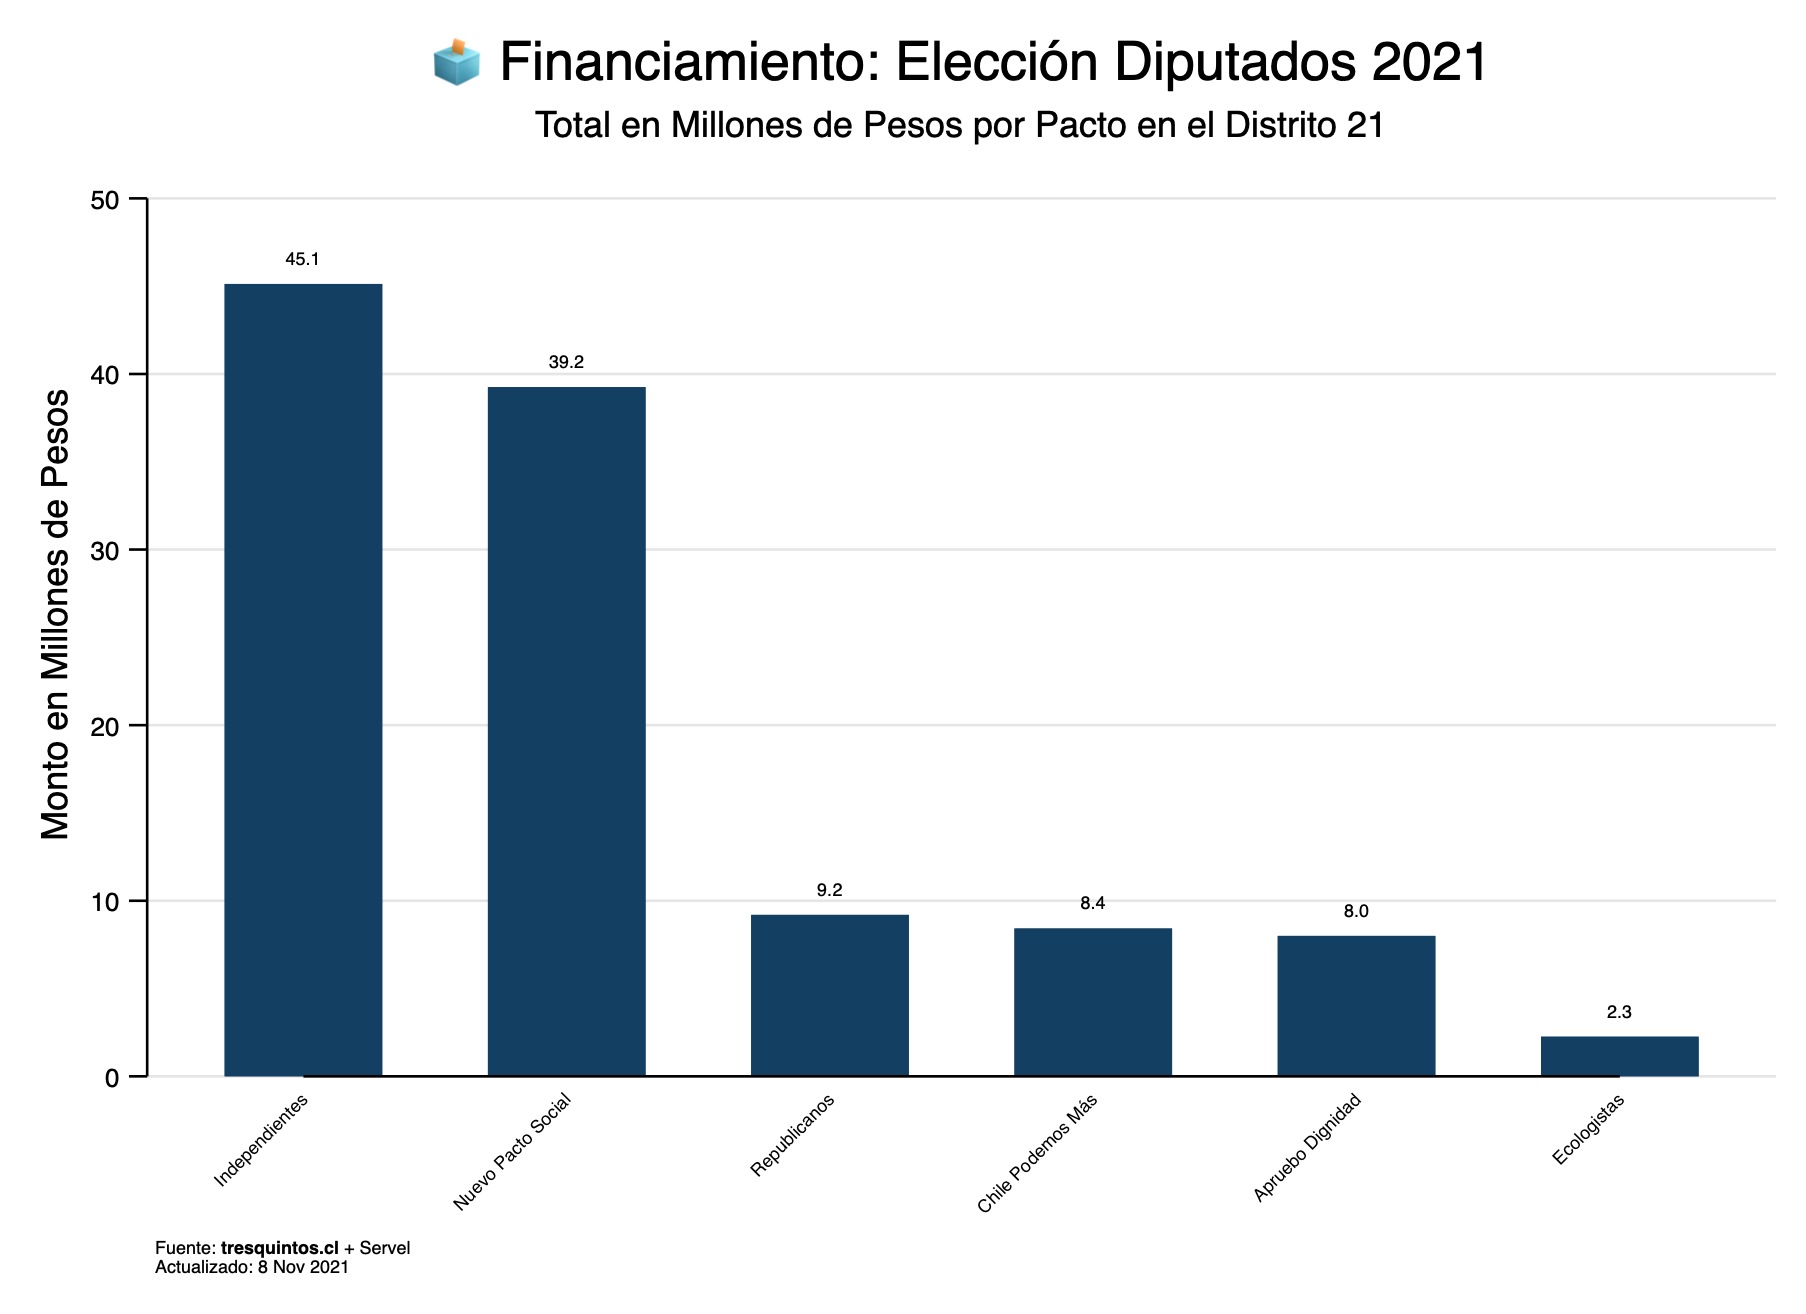 Financiamiento: Elección Diputados 2021
Total en Millones de Pesos por Pacto en el Distrito 21
Monto en Millones de Pesos
50
40
30
20
10
0
45.1
39.2
9.2
8.4
8.0
2.3
Independientes
Nuevo Pacto Social
Republicanos
Chile Podemos Más
Apruebo Dignidad
Ecologistas
Fuente: tresquintos.cl + Servel
Actualizado: 8 Nov 2021